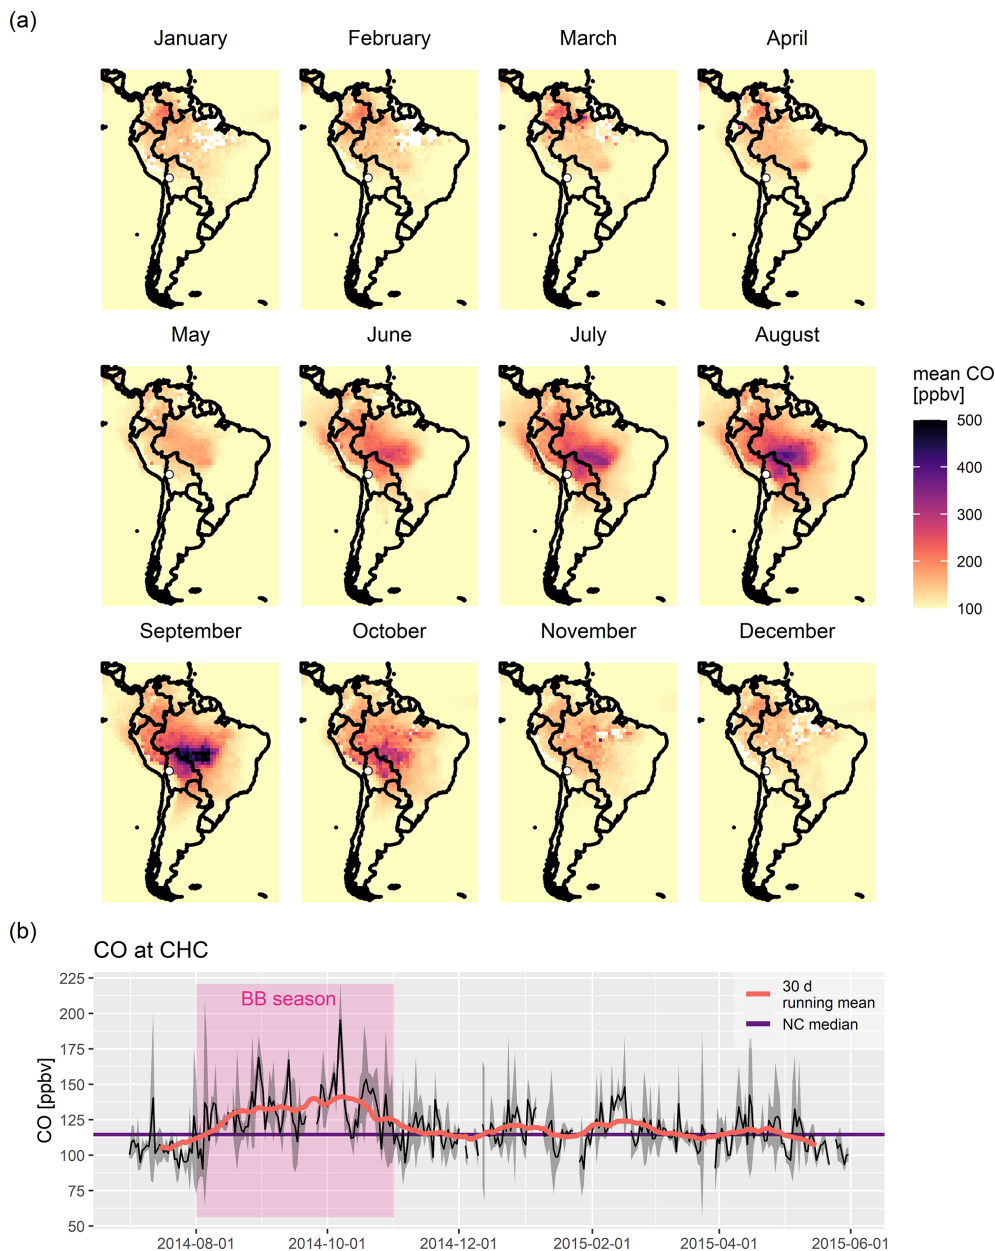 (a)
January
February
March
April
May
June
July
August
mean CO
[ppbv]
500
400
300
200
100
September
October
November
December
(b)
CO at CHC
CO [ppbv]
225
200
175
150
125
100
75
50
BB season
30 d
running mean
NC median
2014-08-01
2014-10-01
2014-12-01
2015-02-01
2015-04-01
2015-06-01